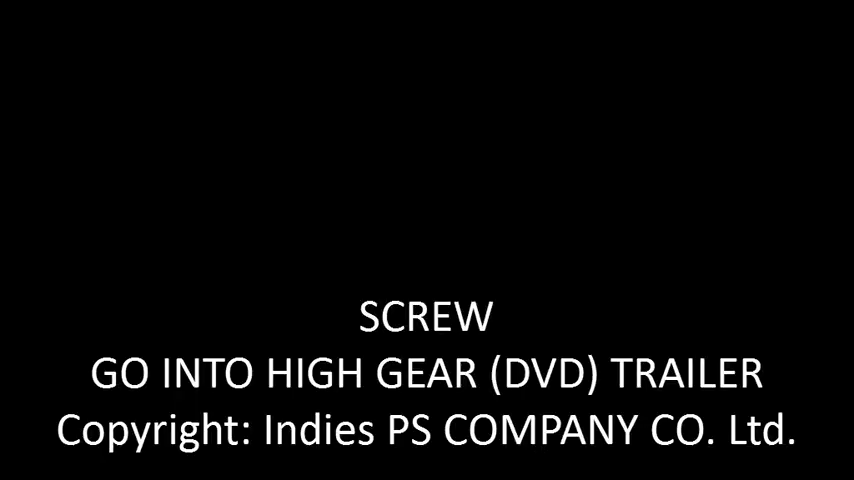 SCREW
GO INTO HIGH GEAR (DVD) TRAILER
Copyright: Indies PS COMPANY CO. Ltd.